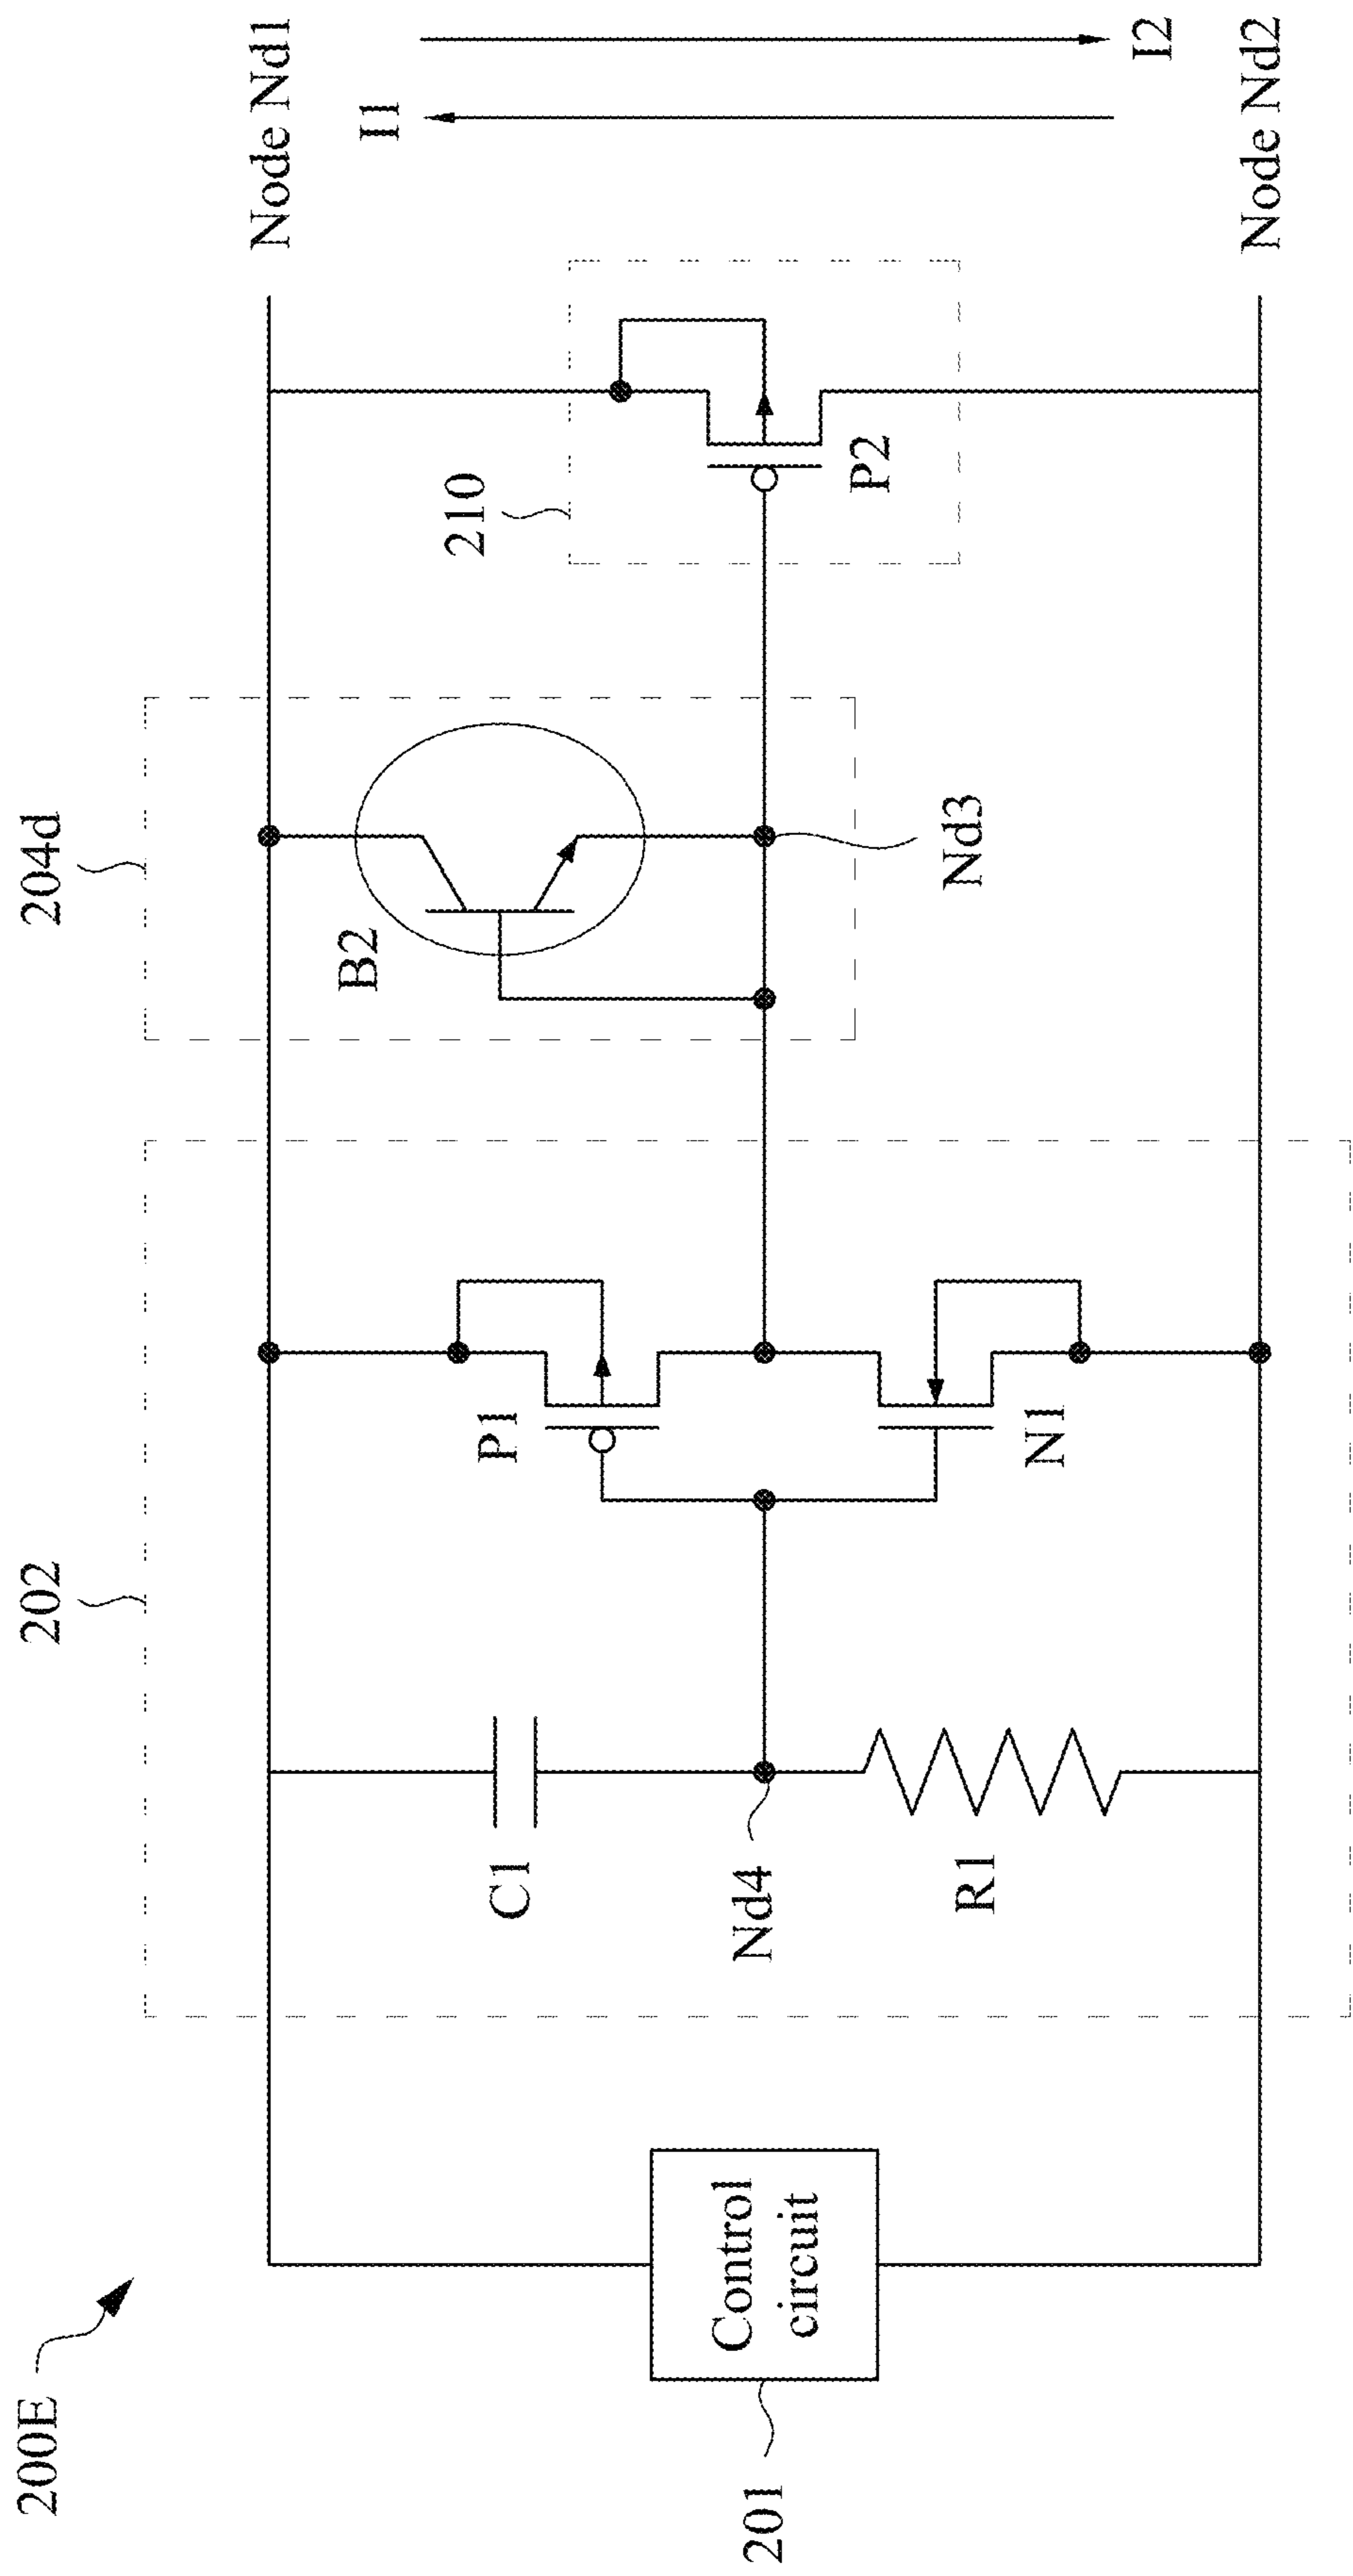 200E
202
204d
Node Nd1
I1
I2
B2
210
C1
P1
P2
Control
circuit
201
Nd4
R1
N1
Nd3
Node Nd2